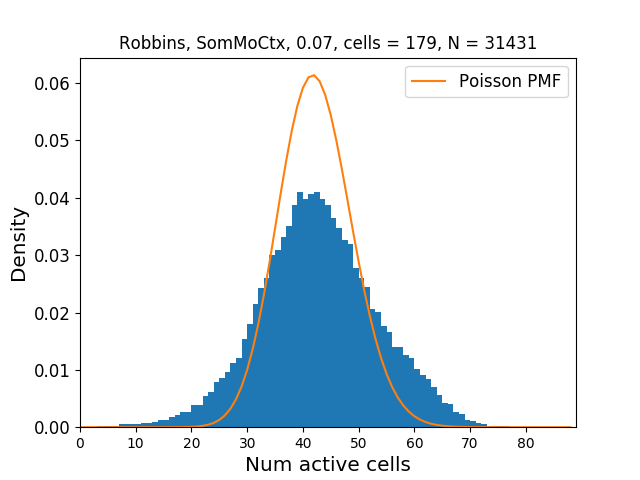 Robbins, SomMoCtx, 0.07, cells = 179, N = 31431
Poisson PMF
Density
0.06
0.05
0.04
0.03
0.02
0.01
0.00
0 10 20 30 40 50 60 70 80
Num active cells